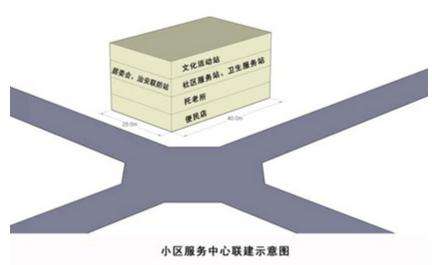 文化活动站
居委会、治安联防站
社区服务站、卫生服务站
托老所
便民店
20.0m
40.0m
小区服务中心联建示意图